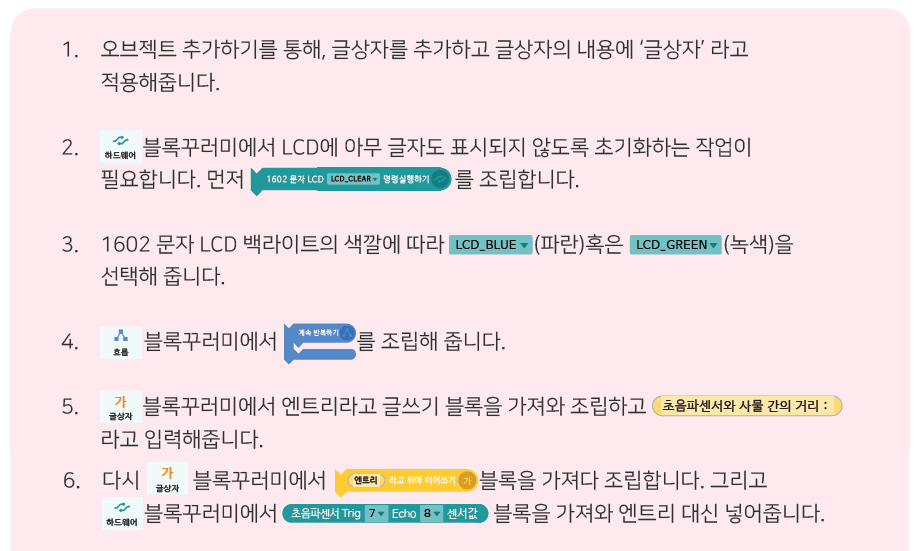 1. 오브젝트 추가하기를 통해, 글상자를 추가하고 글상자의 내용에 ‘글상자’ 라고
적용해줍니다.
2. 하드웨어 블록꾸러미에서 LCD에 아무 글자도 표시되지 않도록 초기화하는 작업이
필요합니다. 먼저 1602 문자 LCD LCD_CLEAR 명령실행하기 를 조립합니다.
3. 1602 문자 LCD 백라이트의 색깔에 따라 LCD_BLUE (파란)혹은 LCD_GREEN (녹색)을
선택해 줍니다.
4. 흐름 블록꾸러미에서 계속 반복하기 를 조립해 줍니다.
5. 가 글상자 블록꾸러미에서 엔트리라고 글쓰기 블록을 가져와 조립하고 초음파센서와 사물 간의 거리 :
라고 입력해줍니다.
6. 다시 가 글상자 블록꾸러미에서 엔트리 라고 뒤에 이어쓰기 가 블록을 가져다 조립합니다. 그리고
하드웨어 블록꾸러미에서 초음파센서 Trig 7 Echo 8 센서값 블록을 가져와 엔트리 대신 넣어줍니다.